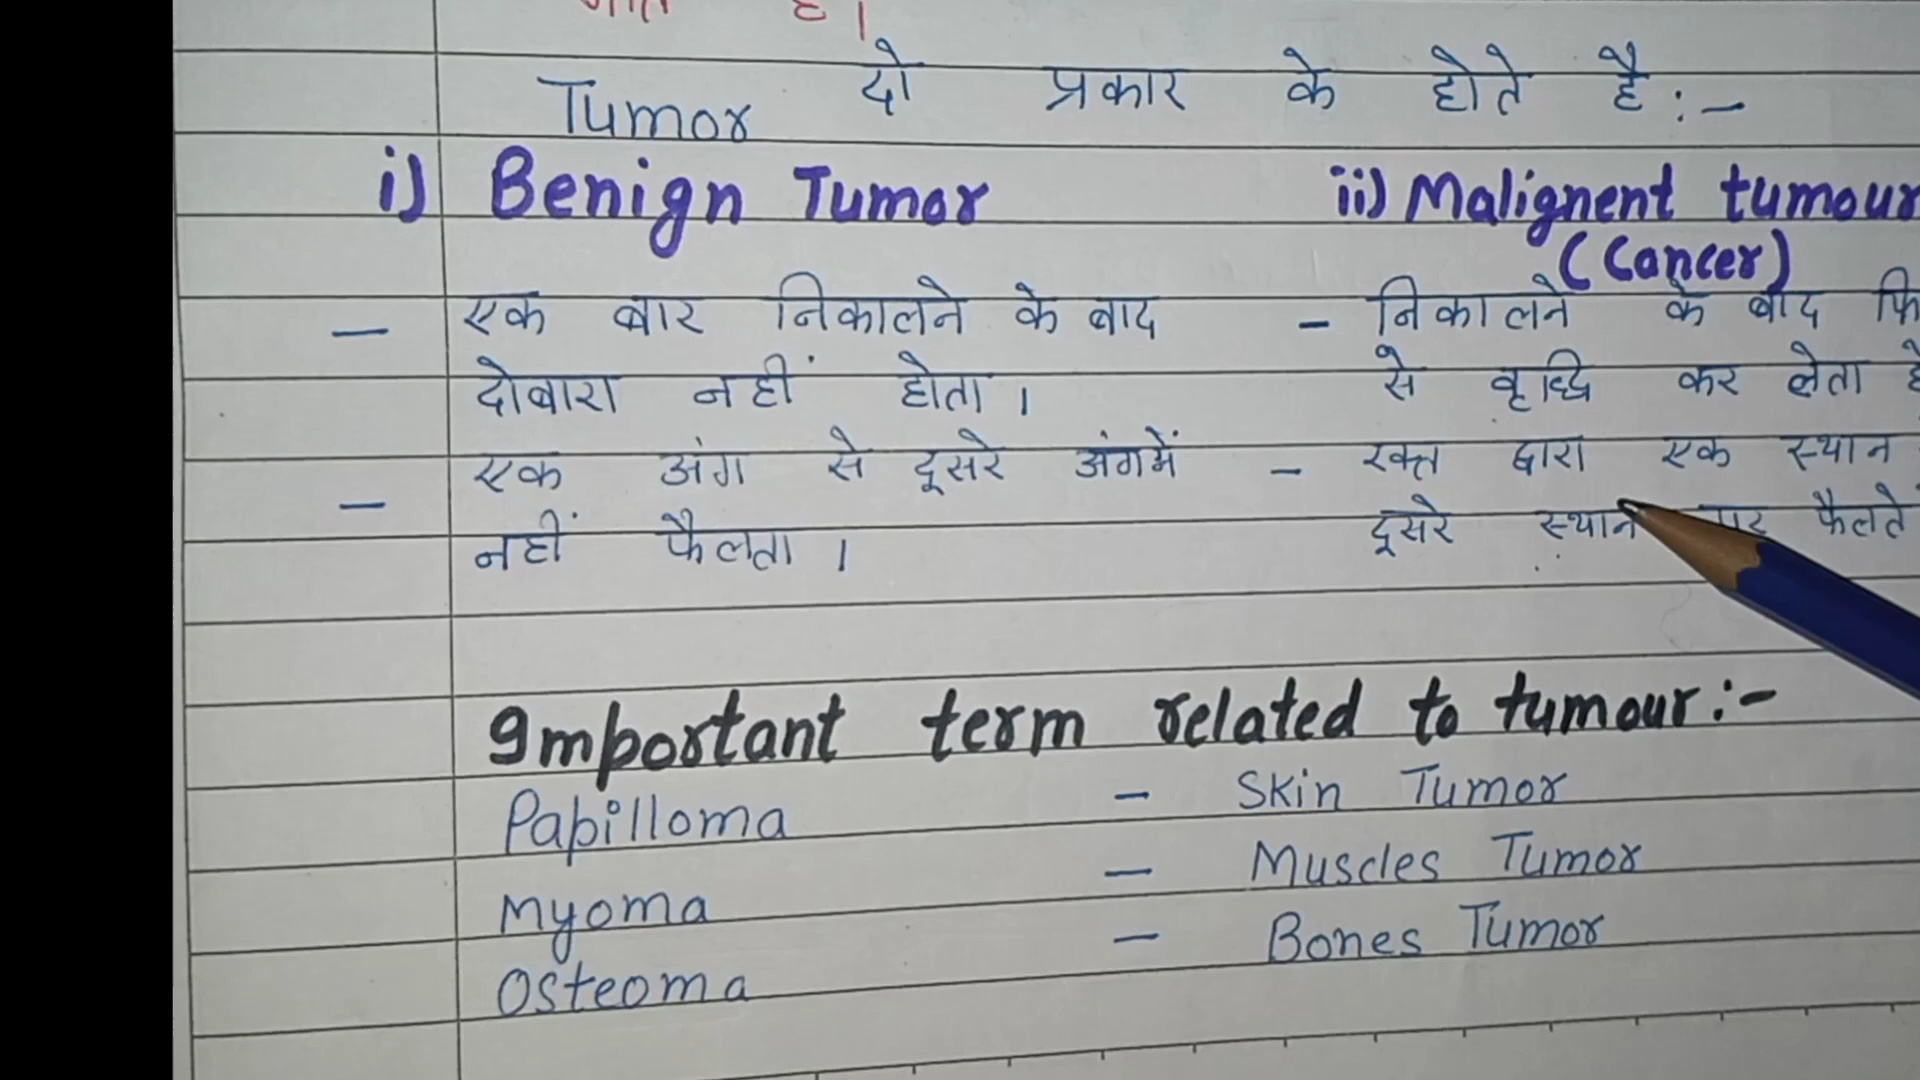 है।
Tumor दो प्रकार के होते है :-
i) Benign Tumor
ii) Malignent tumour
(Cancer)
- एक बार निकालने के बाद
दोबारा नहीं होता।
- एक अंग से दूसरे अंगमें
नहीं फैलता।
- निकालने के बाद
से वृद्धि कर लेता
- रक्त द्वारा एक स्थान
दूसरे स्थान पर फैलते
Important term related to tumour:-
Papilloma - Skin Tumor
Myoma - Muscles Tumor
Osteoma - Bones Tumor